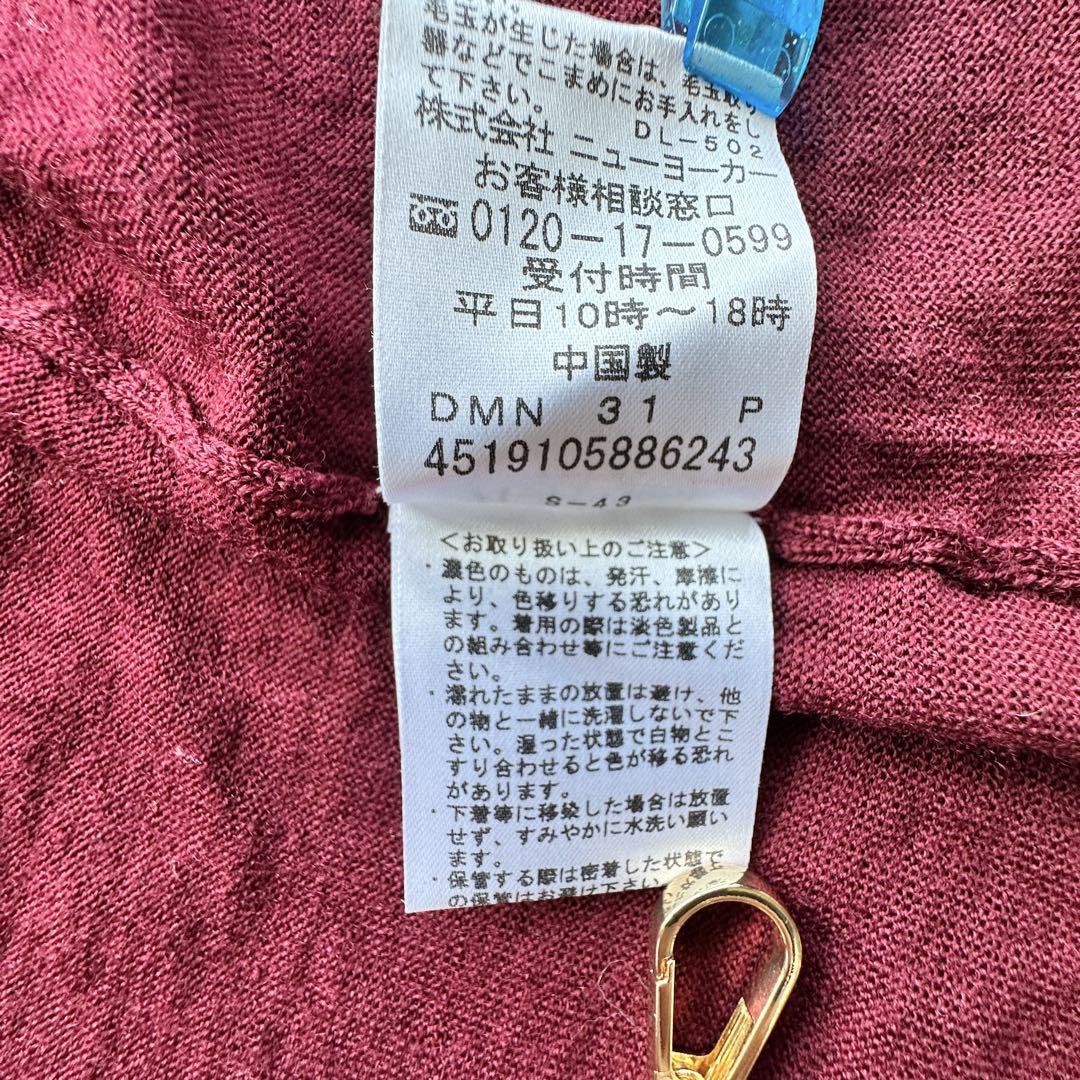 毛玉が生じた場合は、毛玉取り
器などでこまめにお手入れをし
て下さい。
DL-502
株式会社 ニューヨーカー
お客様相談窓口
0120-17-0599
受付時間
平日10時〜18時
中国製
DMN 31 P
4519105886243
S-43
<お取り扱い上のご注意>
・濃色のものは、発汗、摩擦に
より、色移りする恐れがあり
ます。着用の際は淡色製品と
の組み合わせ等にご注意くだ
さい。
・濡れたままの放置は避け、他
の物と一緒に洗濯しないで下
さい。湿った状態で白物とこ
すり合わせると色が移る恐れ
があります。
・下着等に移染した場合は放置
せず、すみやかに水洗い願い
ます。
・保管する際は密着した状態で
の保管はお避け下さい。